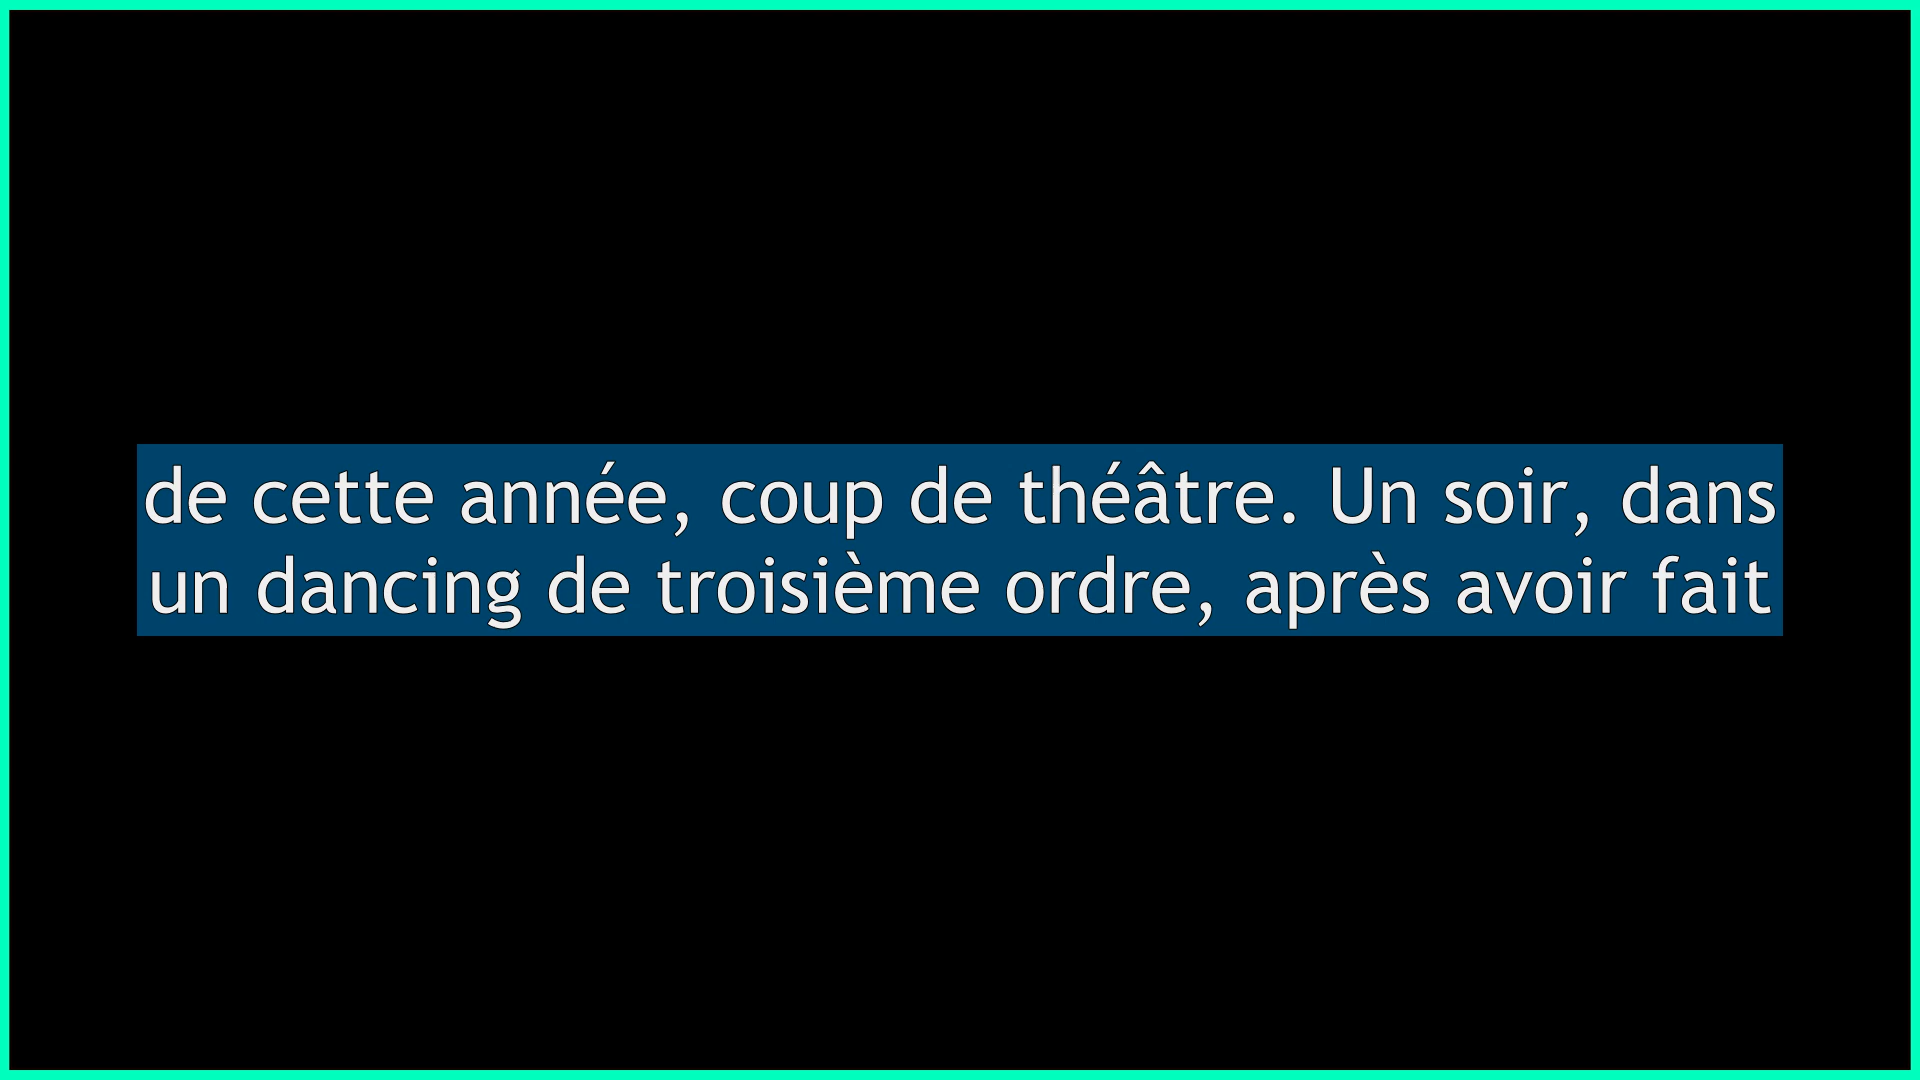 de cette année, coup de théâtre. Un soir, dans
un dancing de troisième ordre, après avoir fait